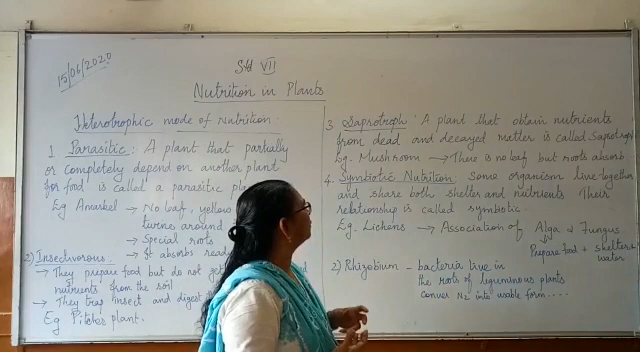 15/06/2020
Std VII
Nutrition in Plants
Heterotrophic mode of Nutrition:
1 Parasitic: A plant that partially
or completely depend on another plant
for food is called a parasitic
Eg Amarkel → No leaf, yellow
turnes around
→ Special roots
→ It absorbs
2) Insectivorous:
→ They prepare food but do not get
nutrients from the soil
→ They trap insect and digest
Eg Pitcher plant.
3. Saprotroph: A plant that obtain nutrients
from dead and decayed matter is called Saprotroph
Eg. Mushroom → There is no leaf but roots absorb
4. Symbiotic Nutrition: Some organism live together
and share both shelter and nutrients Their
relationship is called symbiotic.
Eg. Lichens → Association of Alga & Fungus
Prepare food + shelter +
water
2) Rhizobium - bacteria live in
the roots of leguminous plants
conver N2 into usable form....